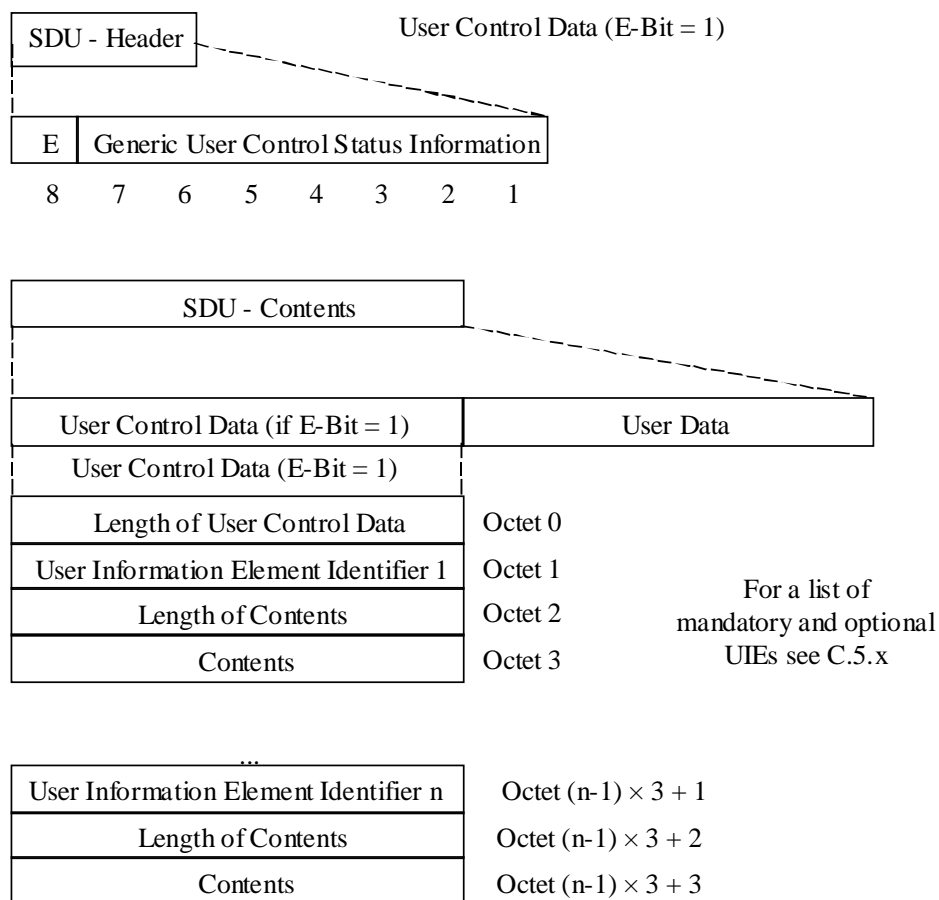 SDU - Header
User Control Data (E-Bit = 1)
E Generic User Control Status Information
8 7 6 5 4 3 2 1
SDU - Contents
User Control Data (if E-Bit = 1) User Data
User Control Data (E-Bit = 1)
Length of User Control Data Octet 0
User Information Element Identifier 1 Octet 1
Length of Contents Octet 2
Contents Octet 3
For a list of
mandatory and optional
UIEs see C.5.x
...
User Information Element Identifier n Octet (n-1) × 3 + 1
Length of Contents Octet (n-1) × 3 + 2
Contents Octet (n-1) × 3 + 3